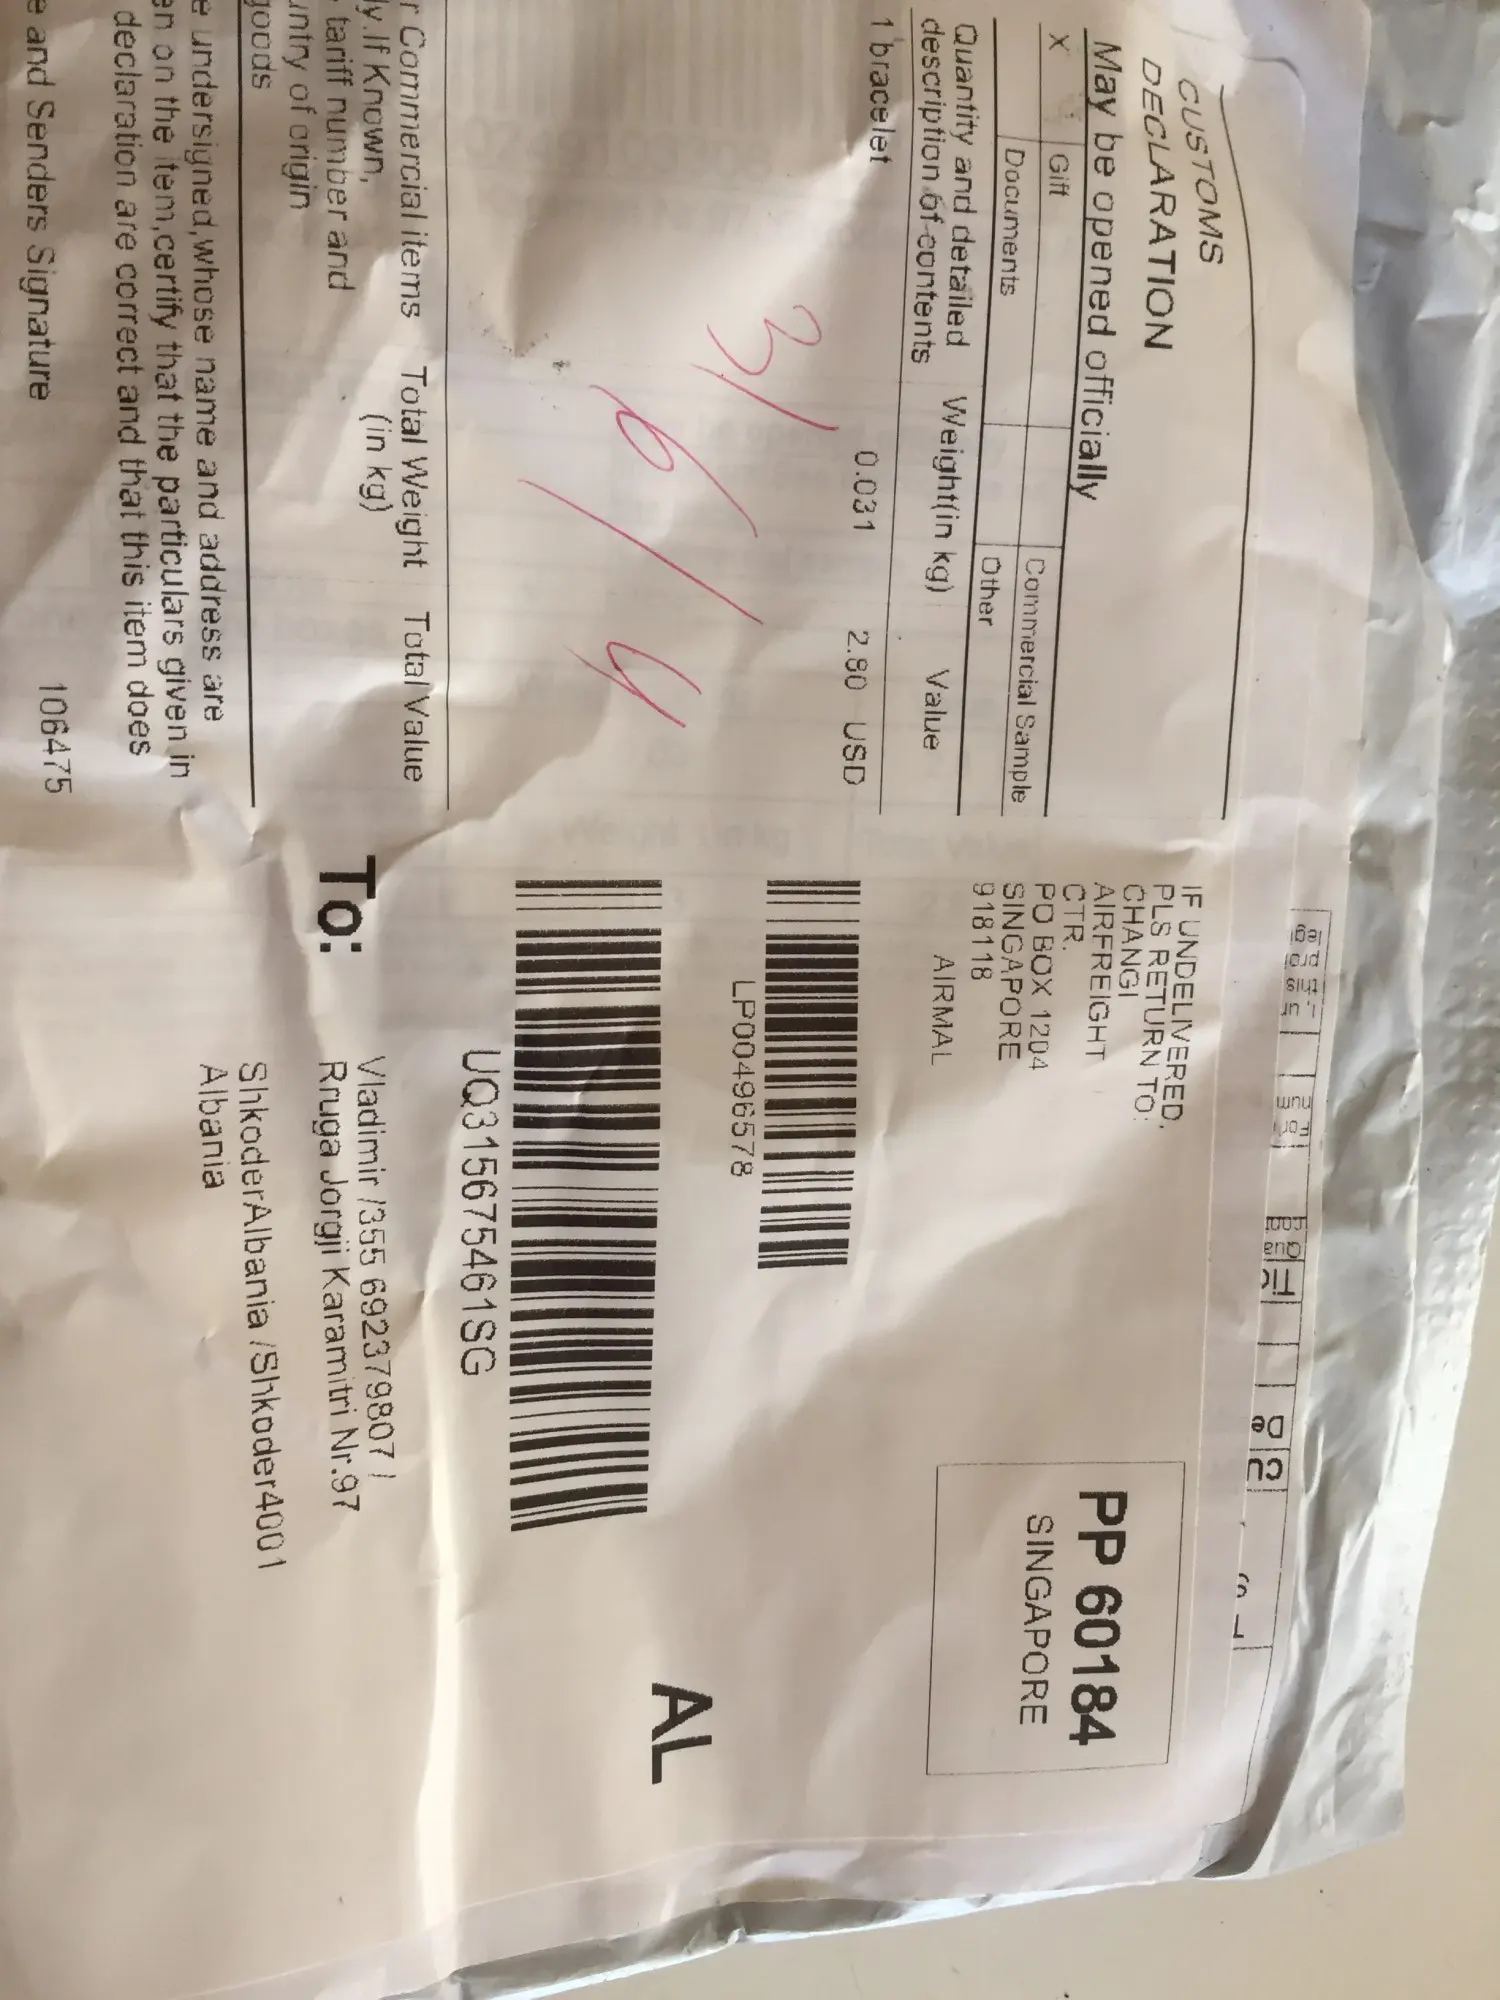 CUSTOMS
DECLARATION
May be opened officially
X Gift Commercial Sample
Documents Other
Quantity and detailed
description of contents Weight(in kg) Value
1 bracelet 0.031 2.80 USD
31
6/4
r Commercial items Total Weight Total Value
ly.If Known, (in kg)
tariff number and
untry of origin
goods
e undersigned,whose name and address are
en on the item,certify that the particulars given in
declaration are correct and that this item does
e and Senders Signature
106475
IF UNDELIVERED,
PLS RETURN TO:
CHANGI
AIRFREIGHT
CTR.
PO BOX 1204
SINGAPORE
918118
AIRMAL
PP 60184
SINGAPORE
LP00496578
AL
UQ315675461SG
To:
Vladimir /355 692379807 /
Rruga Jorgji Karamitri Nr.97
ShkoderAlbania /Shkoder4001
Albania